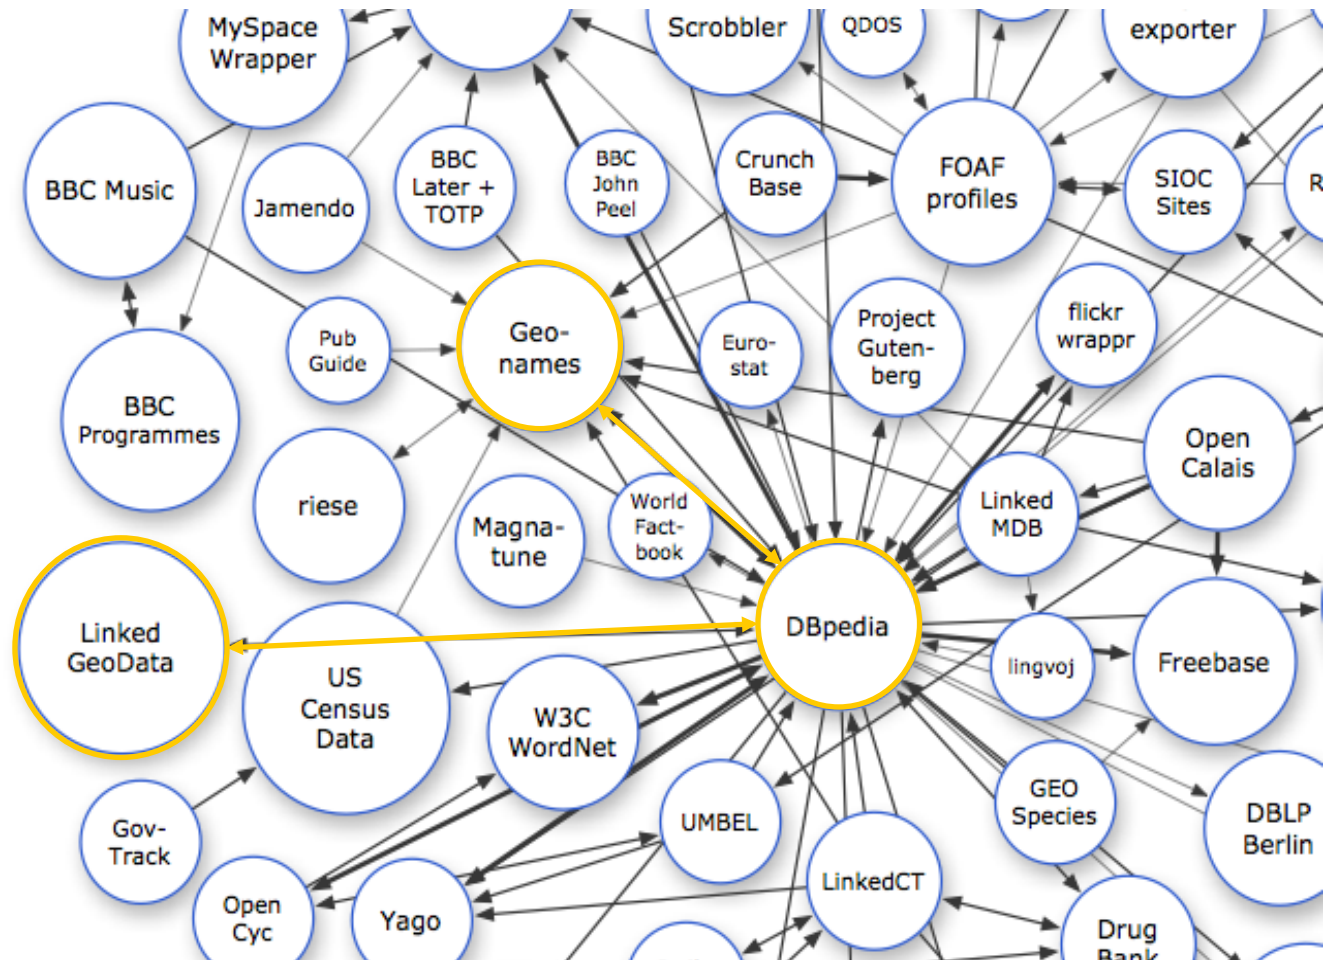 MySpace
Wrapper
Scrobbler
QDOS
exporter
BBC Music
Jamendo
BBC
Later +
TOTP
BBC
John
Peel
Crunch
Base
FOAF
profiles
SIOC
Sites
R
Pub
Guide
Geo-
names
Euro-
stat
Project
Guten-
berg
flickr
wrappr
BBC
Programmes
riese
Magna-
tune
World
Fact-
book
Linked
MDB
Open
Calais
Linked
GeoData
US
Census
Data
W3C
WordNet
DBpedia
lingvoj
Freebase
Gov-
Track
UMBEL
GEO
Species
DBLP
Berlin
Open
Cyc
Yago
LinkedCT
Drug
Bank